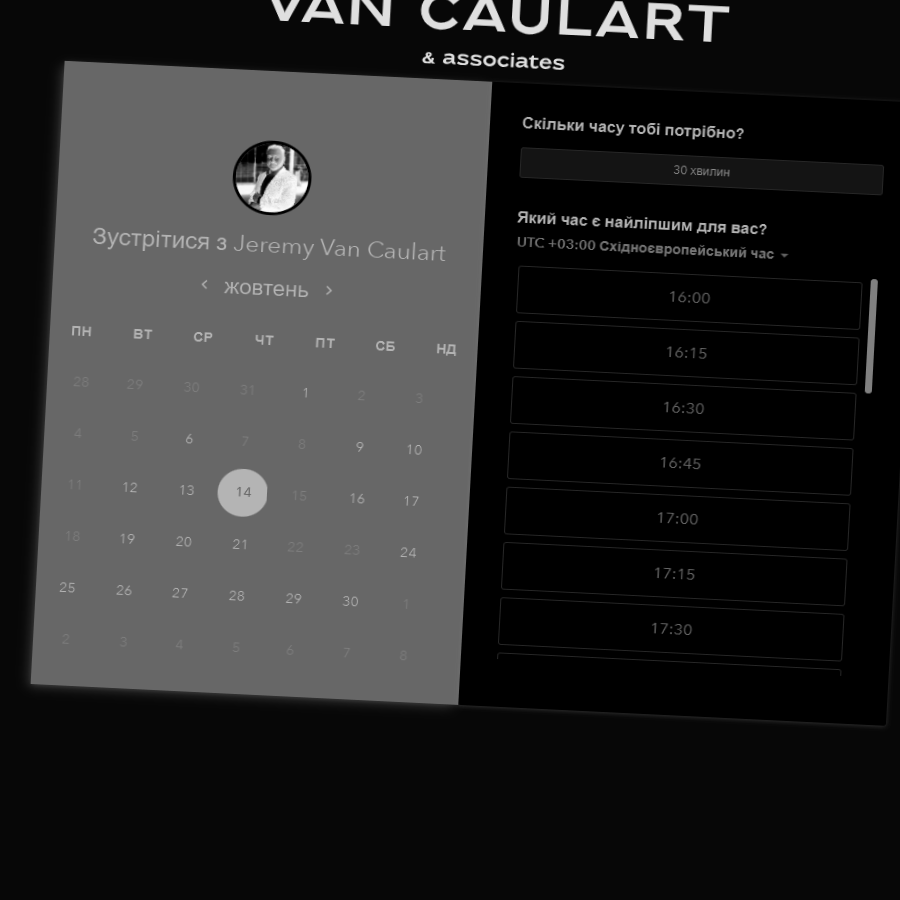 VAN CAULART
& associates
Зустрітися з Jeremy Van Caulart
‹ жовтень ›
ПН ВТ СР ЧТ ПТ СБ НД
28 29 30 31 1 2 3
4 5 6 7 8 9 10
11 12 13 14 15 16 17
18 19 20 21 22 23 24
25 26 27 28 29 30 1
2 3 4 5 6 7 8
Скільки часу тобі потрібно?
30 хвилин
Який час є найліпшим для вас?
UTC +03:00 Східноєвропейський час
16:00
16:15
16:30
16:45
17:00
17:15
17:30